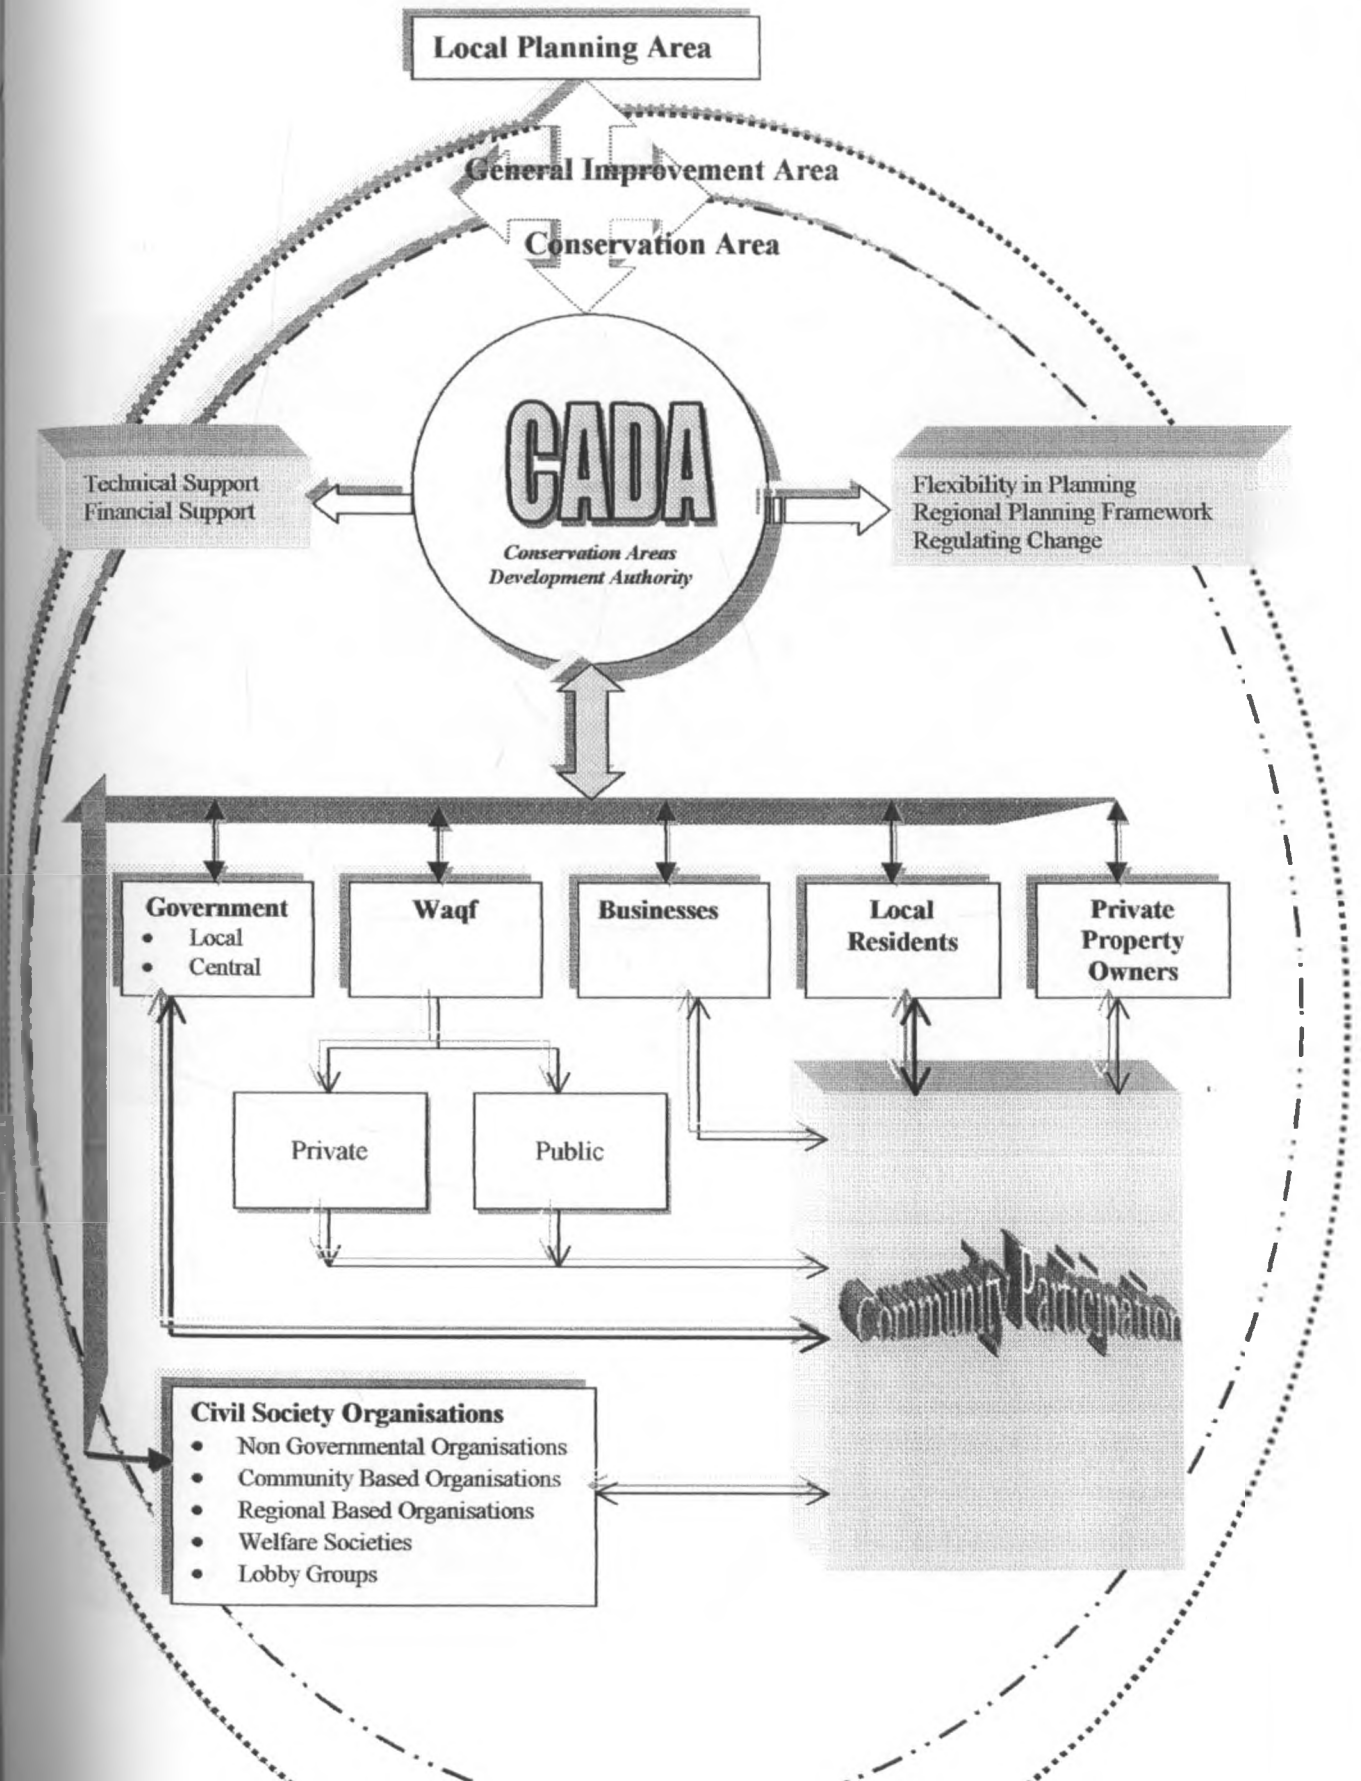 Local Planning Area
General Improvement Area
Conservation Area
CADA
Conservation Areas
Development Authority
Technical Support
Financial Support
Flexibility in Planning
Regional Planning Framework
Regulating Change
Government
• Local
• Central
Waqf
Businesses
Local
Residents
Private
Property
Owners
Private
Public
Community Participation
Civil Society Organisations
• Non Governmental Organisations
• Community Based Organisations
• Regional Based Organisations
• Welfare Societies
• Lobby Groups